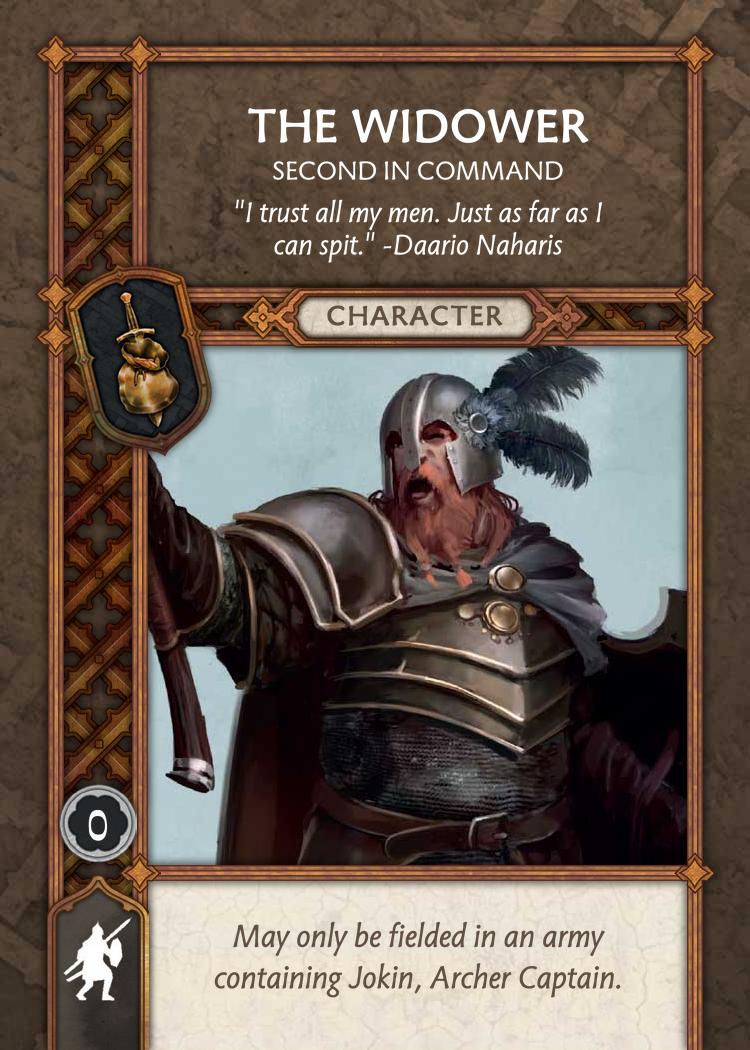 THE WIDOWER
SECOND IN COMMAND
"I trust all my men. Just as far as I
can spit." -Daario Naharis
CHARACTER
0
May only be fielded in an army
containing Jokin, Archer Captain.